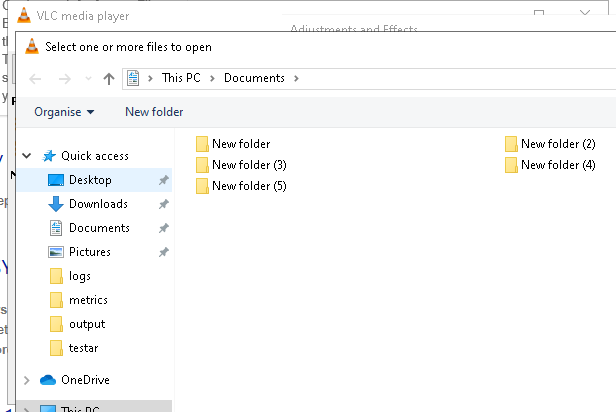 VLC media player
Adjustments and Effects
Select one or more files to open
This PC > Documents >
Organise
New folder
Quick access
Desktop
Downloads
Documents
Pictures
logs
metrics
output
testar
OneDrive
This PC
New folder
New folder (2)
New folder (3)
New folder (4)
New folder (5)